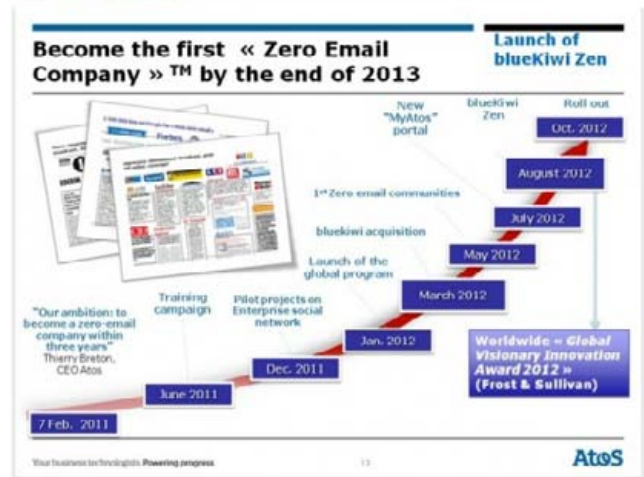 Become the first « Zero Email
Company » ™ by the end of 2013
Launch of
blueKiwi Zen
New
"MyAtos"
portal
blueKiwi
Zen
Roll out
Oct. 2012
August 2012
July 2012
1st Zero email communities
bluekiwi acquisition
May 2012
Launch of the
global program
March 2012
Training
campaign
Pilot projects on
Enterprise social
network
Jan. 2012
"Our ambition: to
become a zero-email
company within
three years"
Thierry Breton,
CEO Atos
Dec. 2011
June 2011
7 Feb. 2011
Worldwide « Global
Visionary Innovation
Award 2012 »
(Frost & Sullivan)
Your business technologists. Powering progress
13
Atos